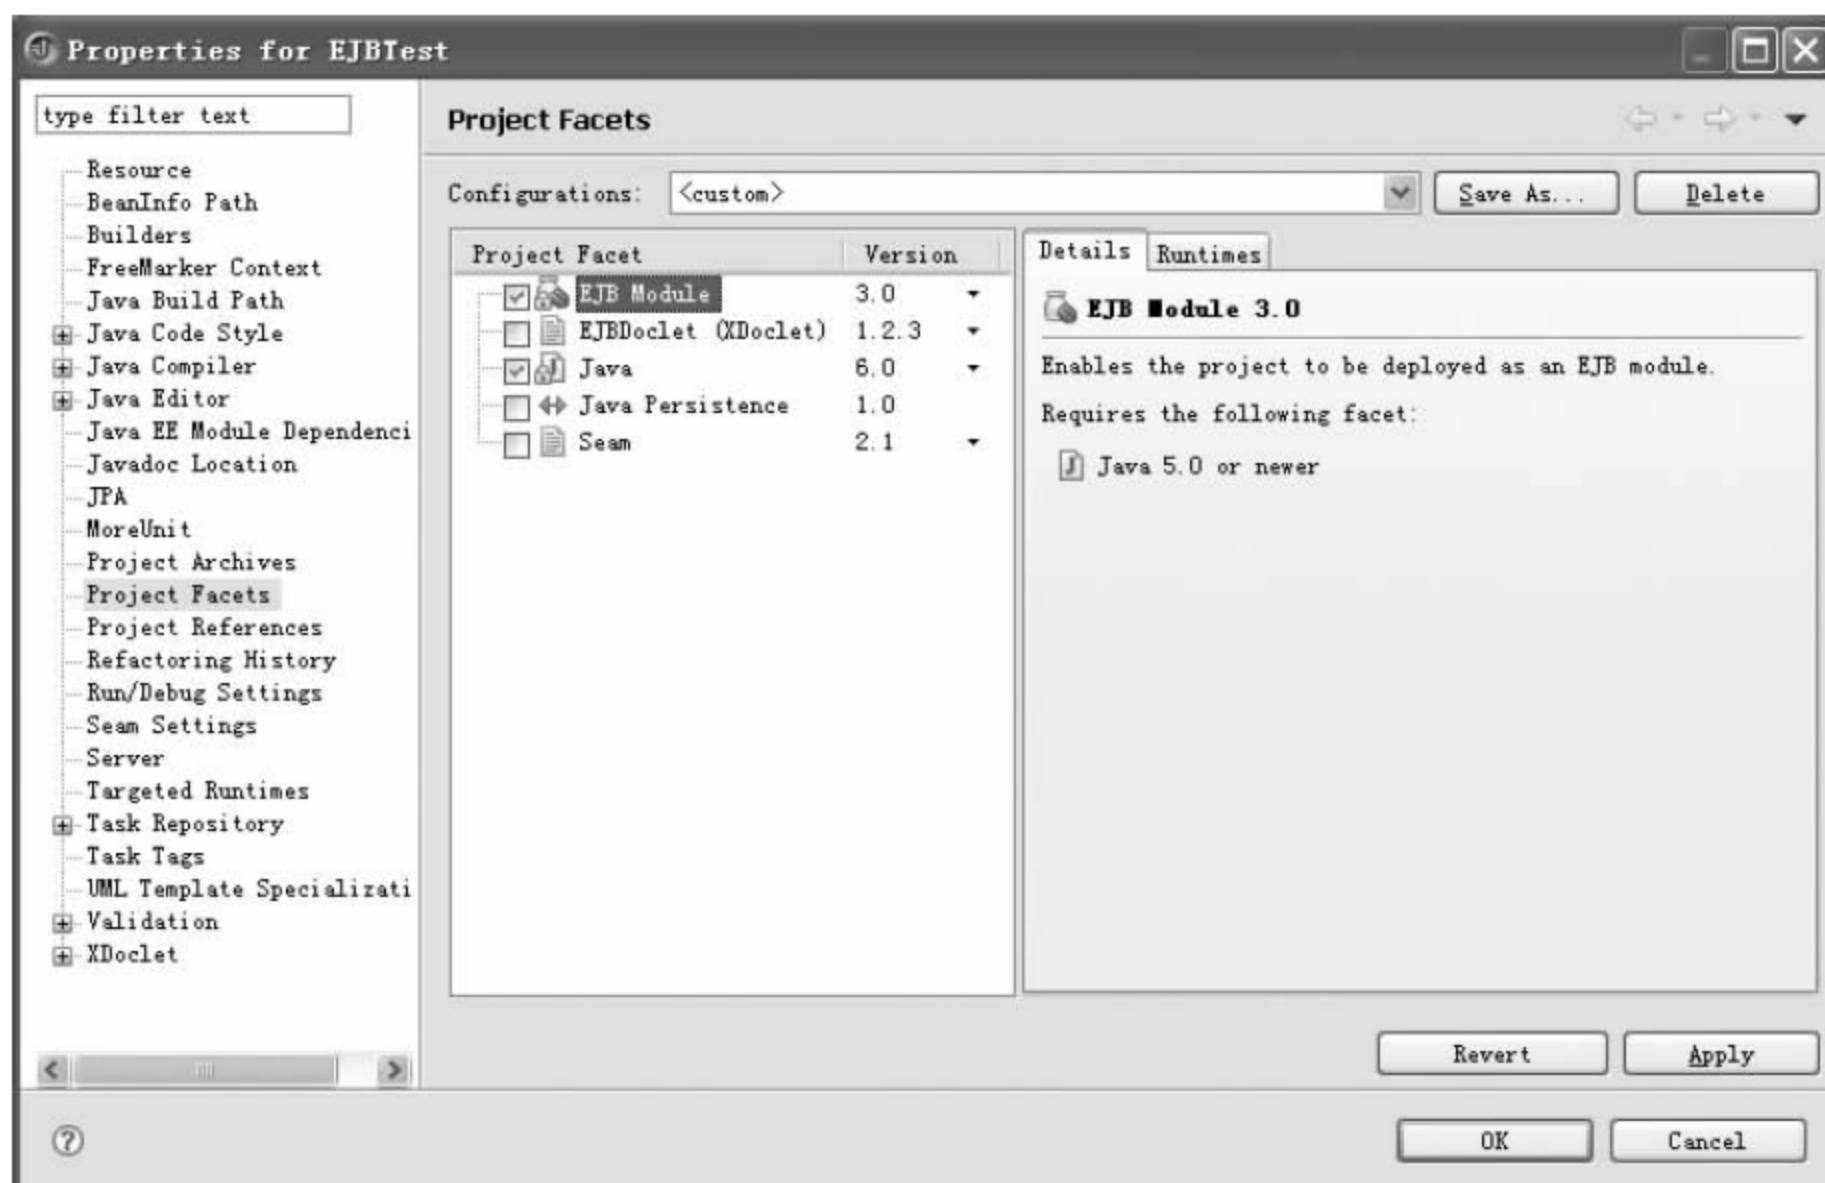 Properties for EJBTest
type filter text
Resource
BeanInfo Path
Builders
FreeMarker Context
Java Build Path
Java Code Style
Java Compiler
Java Editor
Java EE Module Dependenci
Javadoc Location
JPA
MoreUnit
Project Archives
Project Facets
Project References
Refactoring History
Run/Debug Settings
Seam Settings
Server
Targeted Runtimes
Task Repository
Task Tags
UML Template Specializati
Validation
XDoclet
Project Facets
Configurations: <custom> Save As... Delete
Project Facet Version
EJB Module 3.0
EJBDoclet (XDoclet) 1.2.3
Java 6.0
Java Persistence 1.0
Seam 2.1
Details Runtimes
EJB Module 3.0
Enables the project to be deployed as an EJB module.
Requires the following facet:
Java 5.0 or newer
Revert Apply
OK Cancel